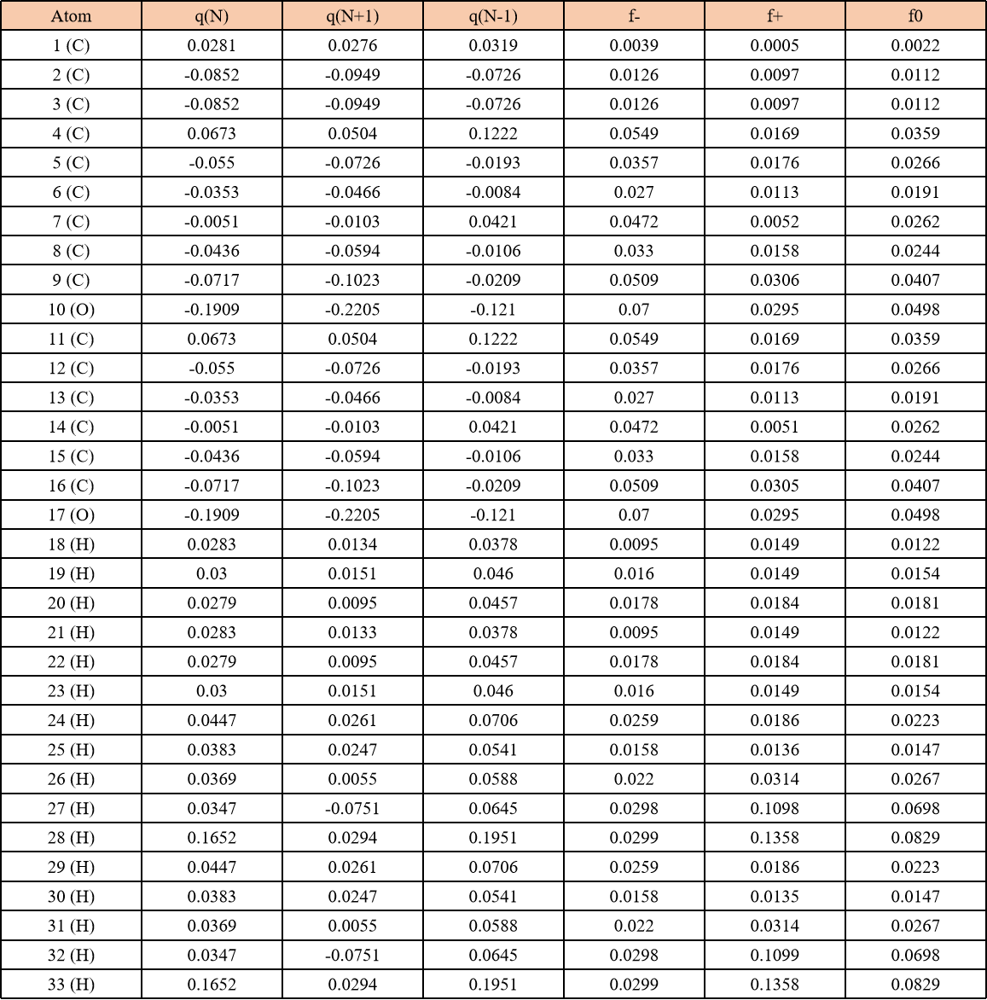 Atom q(N) q(N+1) q(N-1) f- f+ f0
1 (C) 0.0281 0.0276 0.0319 0.0039 0.0005 0.0022
2 (C) -0.0852 -0.0949 -0.0726 0.0126 0.0097 0.0112
3 (C) -0.0852 -0.0949 -0.0726 0.0126 0.0097 0.0112
4 (C) 0.0673 0.0504 0.1222 0.0549 0.0169 0.0359
5 (C) -0.055 -0.0726 -0.0193 0.0357 0.0176 0.0266
6 (C) -0.0353 -0.0466 -0.0084 0.027 0.0113 0.0191
7 (C) -0.0051 -0.0103 0.0421 0.0472 0.0052 0.0262
8 (C) -0.0436 -0.0594 -0.0106 0.033 0.0158 0.0244
9 (C) -0.0717 -0.1023 -0.0209 0.0509 0.0306 0.0407
10 (O) -0.1909 -0.2205 -0.121 0.07 0.0295 0.0498
11 (C) 0.0673 0.0504 0.1222 0.0549 0.0169 0.0359
12 (C) -0.055 -0.0726 -0.0193 0.0357 0.0176 0.0266
13 (C) -0.0353 -0.0466 -0.0084 0.027 0.0113 0.0191
14 (C) -0.0051 -0.0103 0.0421 0.0472 0.0051 0.0262
15 (C) -0.0436 -0.0594 -0.0106 0.033 0.0158 0.0244
16 (C) -0.0717 -0.1023 -0.0209 0.0509 0.0305 0.0407
17 (O) -0.1909 -0.2205 -0.121 0.07 0.0295 0.0498
18 (H) 0.0283 0.0134 0.0378 0.0095 0.0149 0.0122
19 (H) 0.03 0.0151 0.046 0.016 0.0149 0.0154
20 (H) 0.0279 0.0095 0.0457 0.0178 0.0184 0.0181
21 (H) 0.0283 0.0133 0.0378 0.0095 0.0149 0.0122
22 (H) 0.0279 0.0095 0.0457 0.0178 0.0184 0.0181
23 (H) 0.03 0.0151 0.046 0.016 0.0149 0.0154
24 (H) 0.0447 0.0261 0.0706 0.0259 0.0186 0.0223
25 (H) 0.0383 0.0247 0.0541 0.0158 0.0136 0.0147
26 (H) 0.0369 0.0055 0.0588 0.022 0.0314 0.0267
27 (H) 0.0347 -0.0751 0.0645 0.0298 0.1098 0.0698
28 (H) 0.1652 0.0294 0.1951 0.0299 0.1358 0.0829
29 (H) 0.0447 0.0261 0.0706 0.0259 0.0186 0.0223
30 (H) 0.0383 0.0247 0.0541 0.0158 0.0135 0.0147
31 (H) 0.0369 0.0055 0.0588 0.022 0.0314 0.0267
32 (H) 0.0347 -0.0751 0.0645 0.0298 0.1099 0.0698
33 (H) 0.1652 0.0294 0.1951 0.0299 0.1358 0.0829